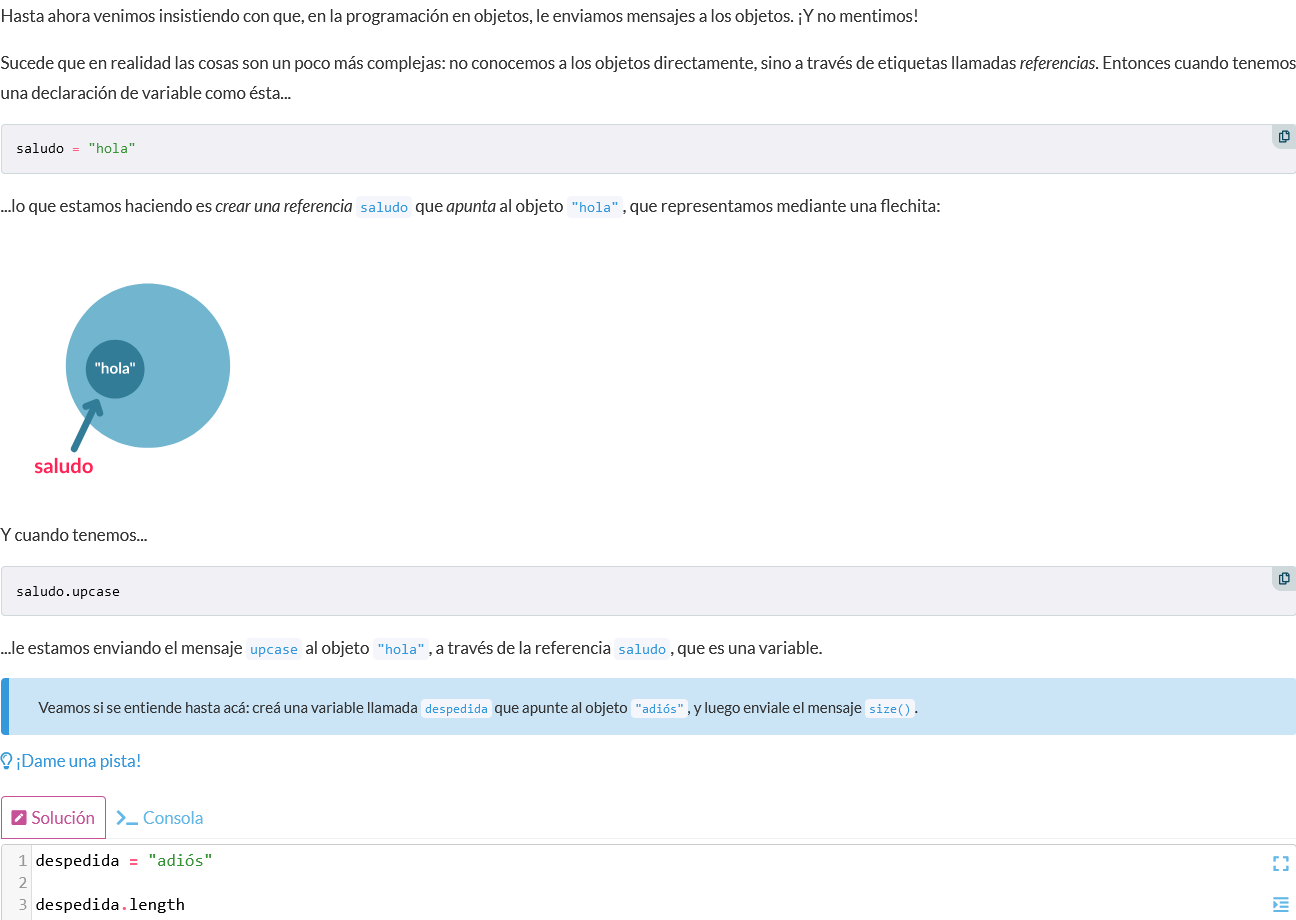 Hasta ahora venimos insistiendo con que, en la programación en objetos, le enviamos mensajes a los objetos. ¡Y no mentimos!
Sucede que en realidad las cosas son un poco más complejas: no conocemos a los objetos directamente, sino a través de etiquetas llamadas referencias. Entonces cuando tenemos
una declaración de variable como ésta...
saludo = "hola"
...lo que estamos haciendo es crear una referencia saludo que apunta al objeto "hola", que representamos mediante una flechita:
"hola"
saludo
Y cuando tenemos...
saludo.upcase
...le estamos enviando el mensaje upcase al objeto "hola", a través de la referencia saludo, que es una variable.
Veamos si se entiende hasta acá: creá una variable llamada despedida que apunte al objeto "adiós", y luego enviale el mensaje size().
¡Dame una pista!
Solución Consola
1 despedida = "adiós"
2
3 despedida.length